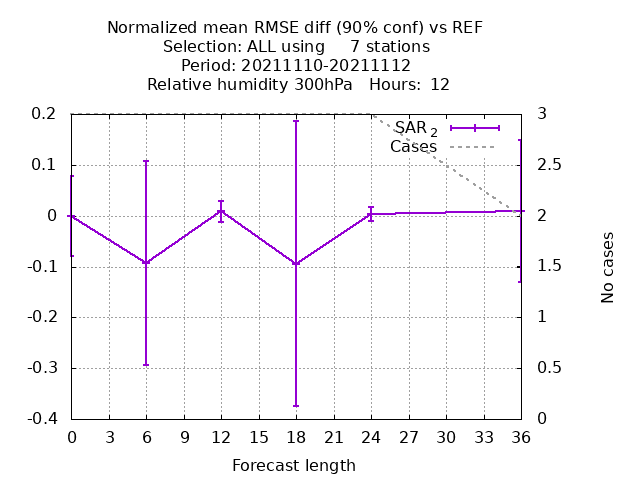 Normalized mean RMSE diff (90% conf) vs REF
Selection: ALL using     7 stations
Period: 20211110-20211112
Relative humidity 300hPa   Hours:  12
0.2
0.1
0
-0.1
-0.2
-0.3
-0.4
SAR 2
Cases
3
2.5
2
1.5
1
0.5
0
No cases
0 3 6 9 12 15 18 21 24 27 30 33 36
Forecast length